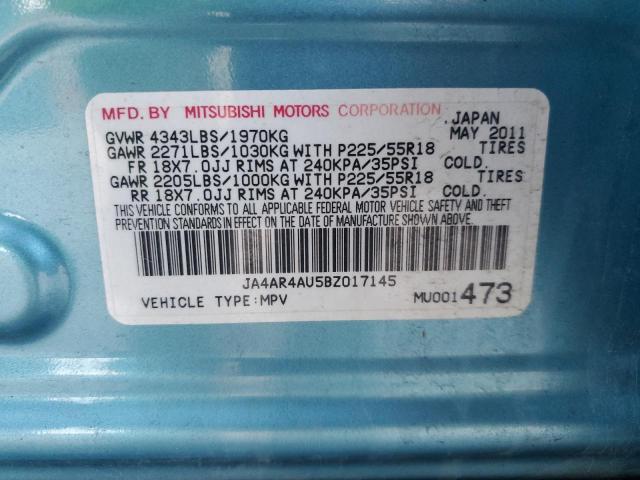 MFD. BY MITSUBISHI MOTORS CORPORATION JAPAN
GVWR 4343LBS/1970KG MAY 2011
GAWR 2271LBS/1030KG WITH P225/55R18 TIRES
FR 18X7.0JJ RIMS AT 240KPA/35PSI COLD.
GAWR 2205LBS/1000KG WITH P225/55R18 TIRES
RR 18X7.0JJ RIMS AT 240KPA/35PSI COLD.
THIS VEHICLE CONFORMS TO ALL APPLICABLE FEDERAL MOTOR VEHICLE SAFETY AND THEFT
PREVENTION STANDARDS IN EFFECT ON THE DATE OF MANUFACTURE SHOWN ABOVE.
JA4AR4AU5BZ017145
VEHICLE TYPE:MPV MU001473